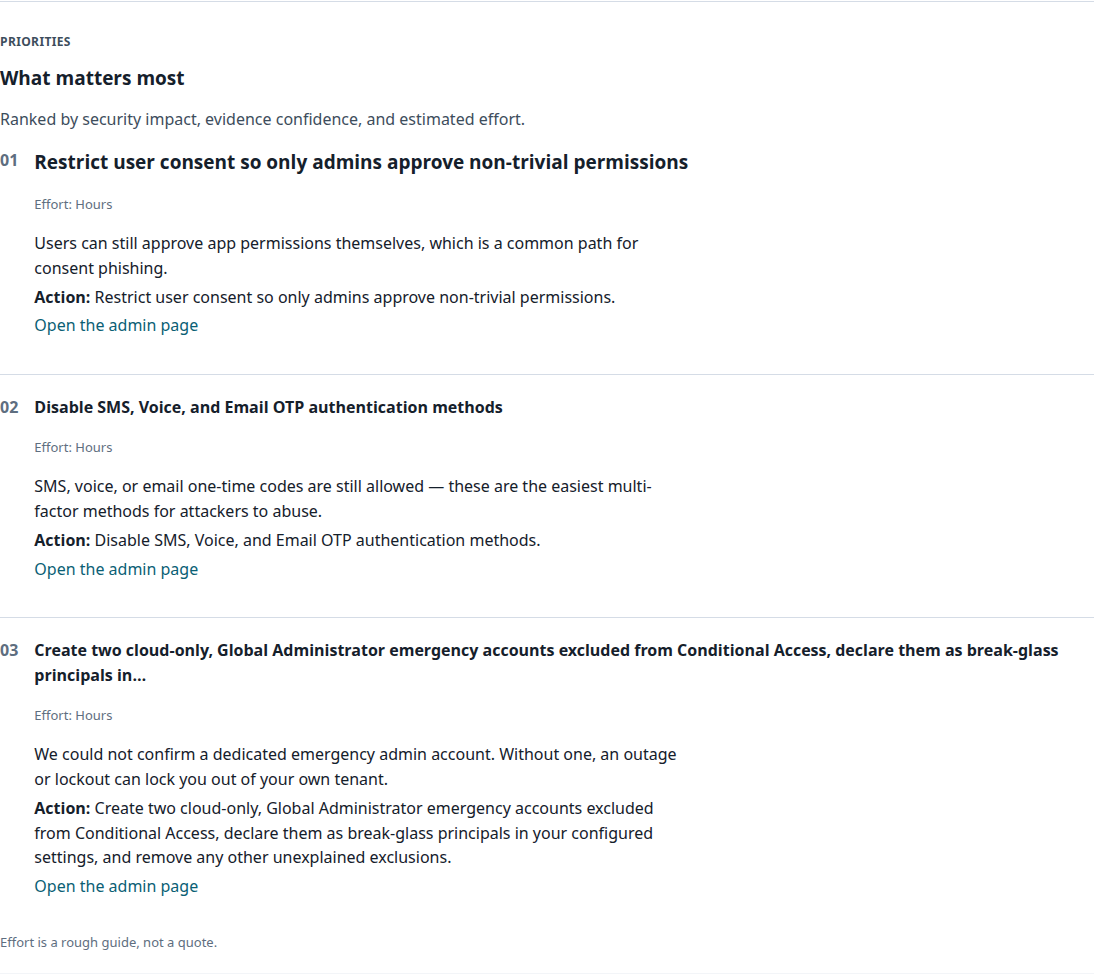 PRIORITIES
What matters most
Ranked by security impact, evidence confidence, and estimated effort.
01 Restrict user consent so only admins approve non-trivial permissions
Effort: Hours
Users can still approve app permissions themselves, which is a common path for
consent phishing.
Action: Restrict user consent so only admins approve non-trivial permissions.
Open the admin page
02 Disable SMS, Voice, and Email OTP authentication methods
Effort: Hours
SMS, voice, or email one-time codes are still allowed — these are the easiest multi-
factor methods for attackers to abuse.
Action: Disable SMS, Voice, and Email OTP authentication methods.
Open the admin page
03 Create two cloud-only, Global Administrator emergency accounts excluded from Conditional Access, declare them as break-glass
principals in...
Effort: Hours
We could not confirm a dedicated emergency admin account. Without one, an outage
or lockout can lock you out of your own tenant.
Action: Create two cloud-only, Global Administrator emergency accounts excluded
from Conditional Access, declare them as break-glass principals in your configured
settings, and remove any other unexplained exclusions.
Open the admin page
Effort is a rough guide, not a quote.